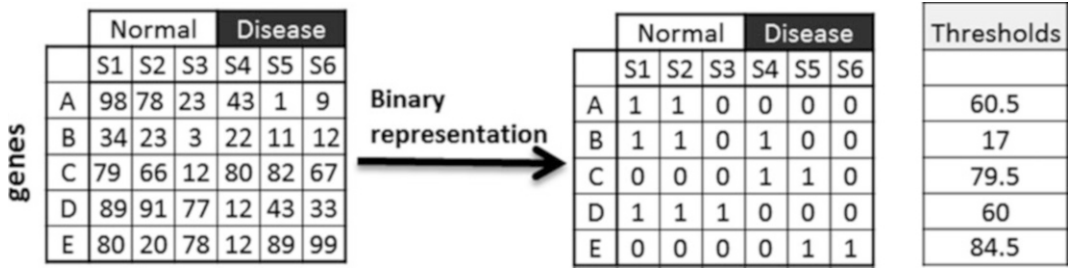 Normal Disease Normal Disease Thresholds
S1 S2 S3 S4 S5 S6 S1 S2 S3 S4 S5 S6
A 98 78 23 43 1 9 A 1 1 0 0 0 0 60.5
B 34 23 3 22 11 12 B 1 1 0 1 0 0 17
C 79 66 12 80 82 67 C 0 0 0 1 1 0 79.5
D 89 91 77 12 43 33 D 1 1 1 0 0 0 60
E 80 20 78 12 89 99 E 0 0 0 0 1 1 84.5
genes
Binary
representation